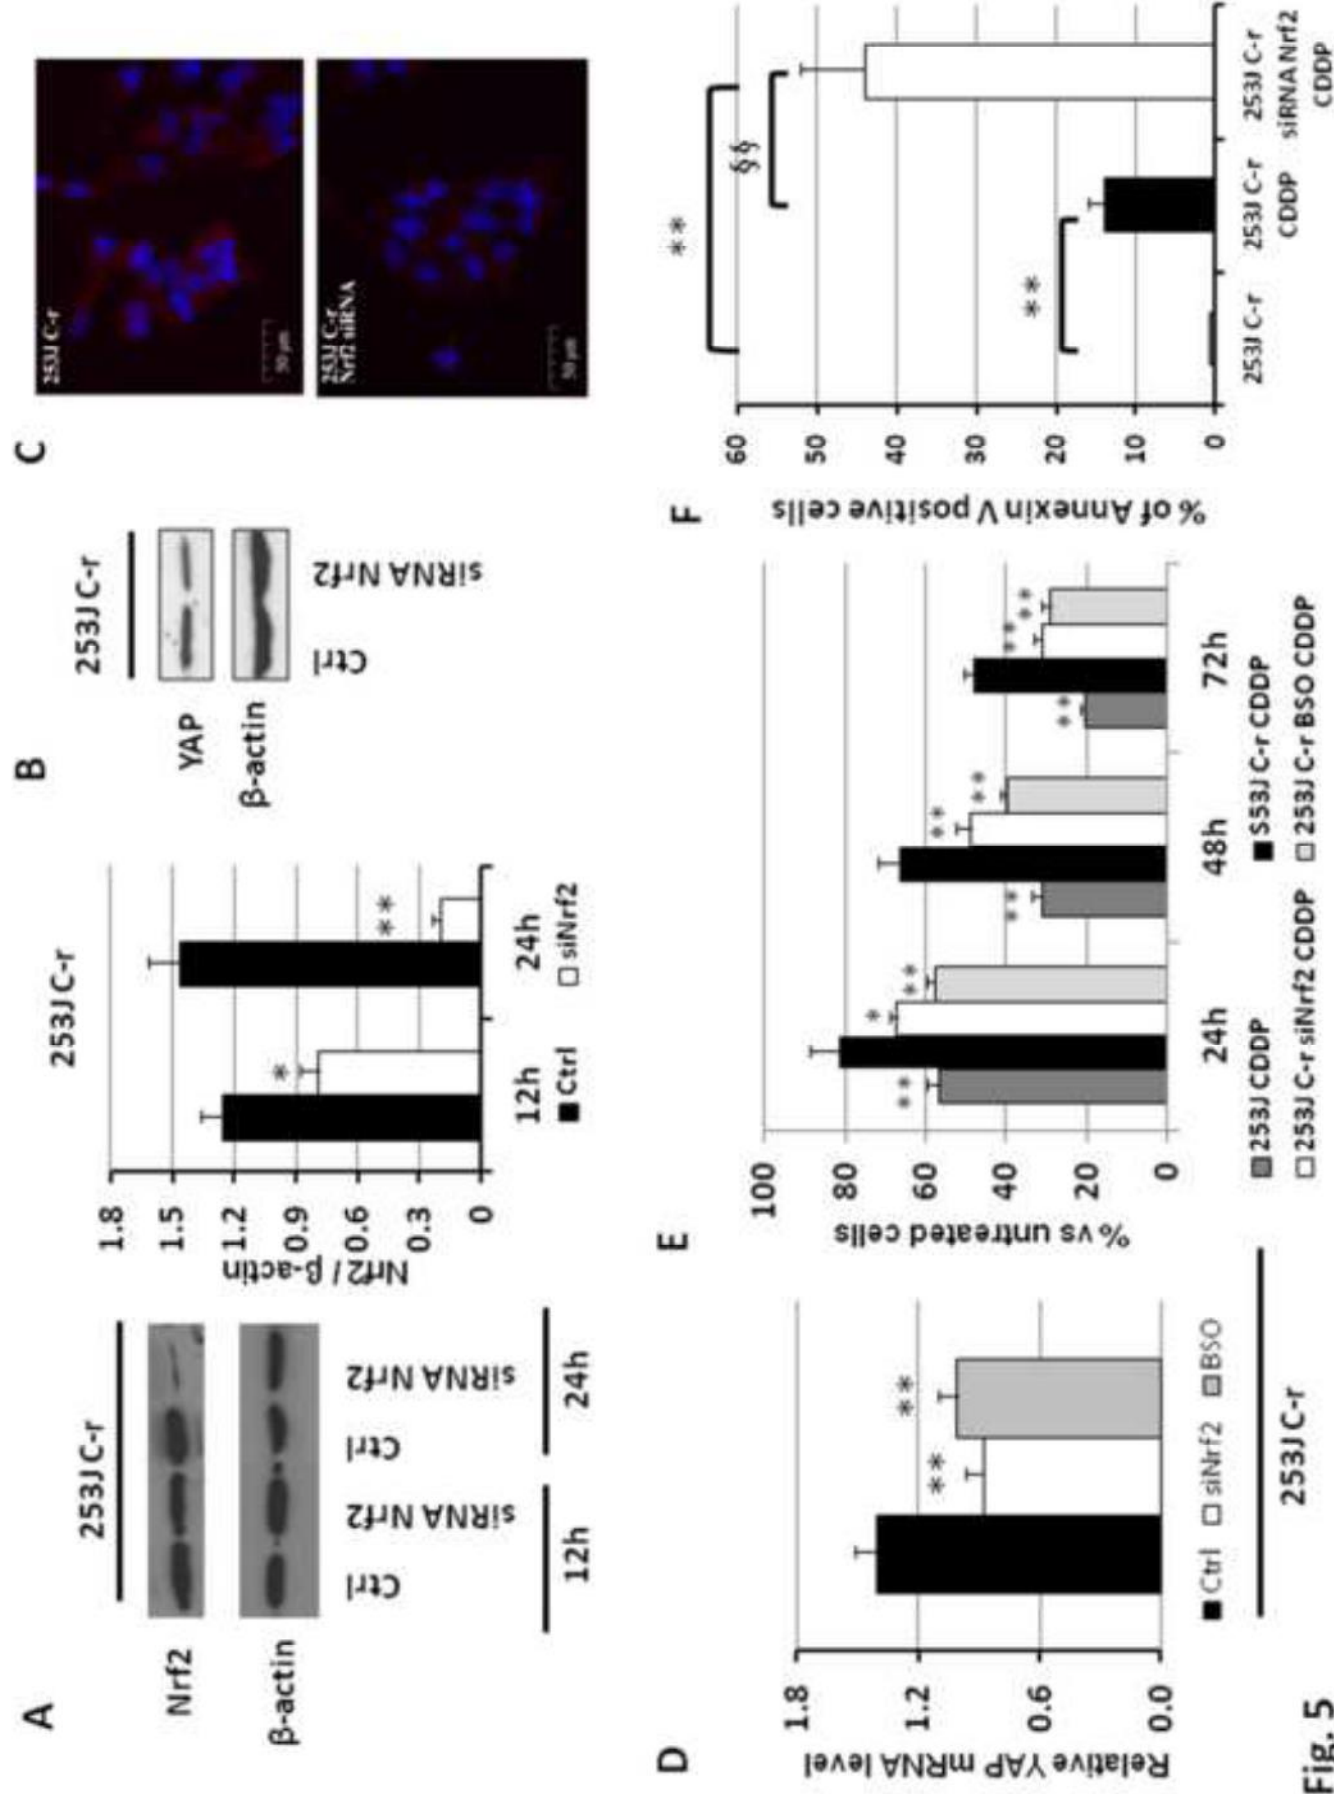 A
253J C-r
Nrf2
β-actin
Ctrl
siRNA Nrf2
Ctrl
siRNA Nrf2
12h
24h
253J C-r
Nrf2 / β-actin
1.8
1.5
1.2
0.9
0.6
0.3
0
*
**
12h
24h
Ctrl
siNrf2
B
253J C-r
YAP
β-actin
Ctrl
siRNA Nrf2
C
253J C-r
50 µm
253J C-r
Nrf2 siRNA
50 µm
D
Relative YAP mRNA level
1.8
1.2
0.6
0.0
**
**
Ctrl
siNrf2
BSO
253J C-r
E
% vs untreated cells
100
80
60
40
20
0
**
*
**
**
**
**
**
**
**
24h
48h
72h
253J CDDP
S53J C-r CDDP
253J C-r siNrf2 CDDP
253J C-r BSO CDDP
F
% of Annexin V positive cells
60
50
40
30
20
10
0
**
§§
**
253J C-r
253J C-r
CDDP
253J C-r
siRNA Nrf2
CDDP
Fig. 5